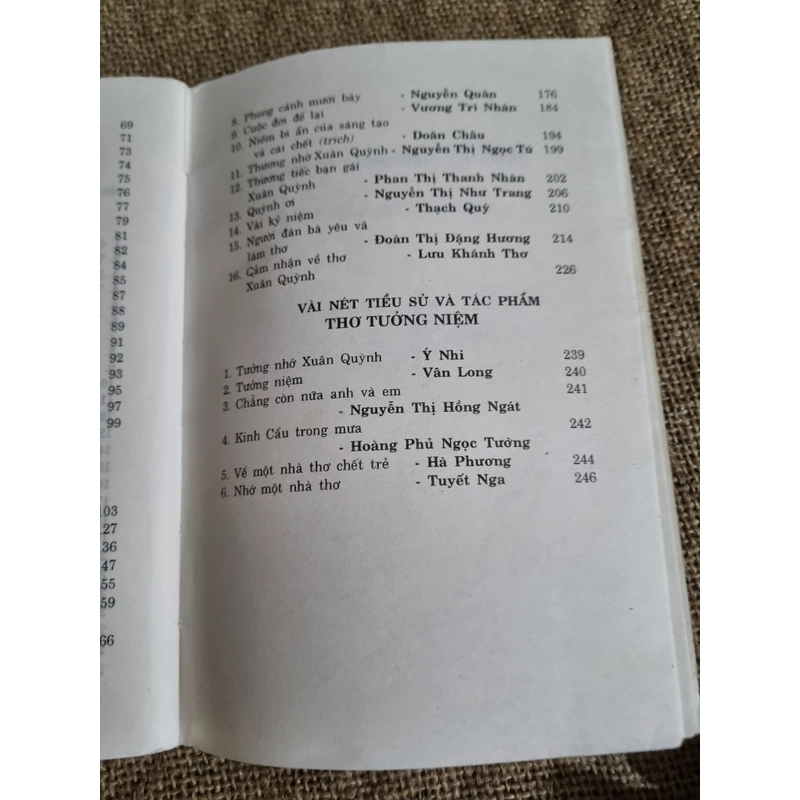 69
71
73
74
75
76
77
79
81
82
84
85
87
88
89
91
92
93
95
97
99
103
127
136
147
155
159
166
8. Phong cảnh mười bảy - Nguyễn Quân 176
9. Cuộc đời để lại - Vương Trí Nhàn 184
10. Niềm bí ẩn của sáng tạo
và cái chết (trích) - Doãn Châu 194
11. Thương nhớ Xuân Quỳnh - Nguyễn Thị Ngọc Tú 199
12. Thương tiếc bạn gái
Xuân Quỳnh - Phan Thị Thanh Nhàn 202
13. Quỳnh ơi - Nguyễn Thị Như Trang 206
14. Vài kỷ niệm - Thạch Quỳ 210
15. Người đàn bà yêu và
làm thơ - Đoàn Thị Đặng Hương 214
16. Cảm nhận về thơ - Lưu Khánh Thơ
Xuân Quỳnh 226
VÀI NÉT TIỂU SỬ VÀ TÁC PHẨM
THƠ TƯỞNG NIỆM
1. Tưởng nhớ Xuân Quỳnh - Ý Nhi 239
2. Tưởng niệm - Vân Long 240
3. Chẳng còn nữa anh và em 241
- Nguyễn Thị Hồng Ngát
4. Kinh Cầu trong mưa 242
- Hoàng Phủ Ngọc Tường
5. Về một nhà thơ chết trẻ - Hà Phương 244
6. Nhớ một nhà thơ - Tuyết Nga 246